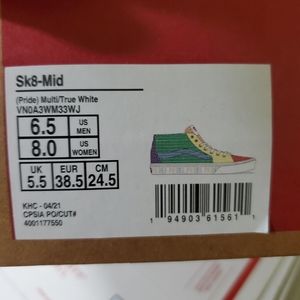 Sk8-Mid
(Pride) Multi/True White
VN0A3WM33WJ
6.5 US MEN
8.0 US WOMEN
UK EUR CM
5.5 38.5 24.5
KHC - 04/21
CPSIA PO/CUT#
4001177550
1 94903 61561 1